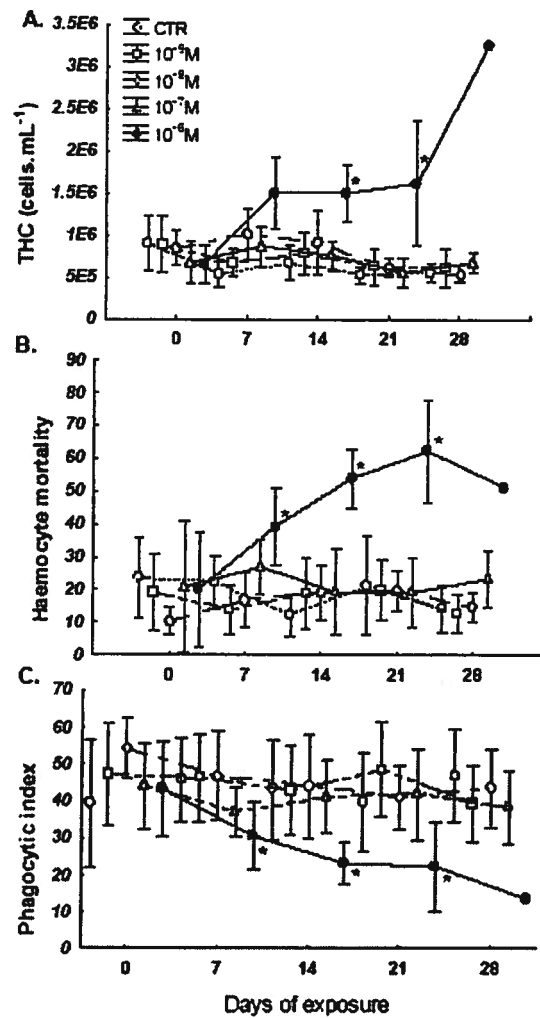 A.
CTR
10⁻⁹M
10⁻⁸M
10⁻⁷M
10⁻⁶M
THC (cells.mL⁻¹)
3.5E6
3E6
2.5E6
2E6
1.5E6
1E6
5E5
0
0 7 14 21 28
B.
Haemocyte mortality
90
80
70
60
50
40
30
20
10
0
0 7 14 21 28
C.
Phagocytic index
70
60
50
40
30
20
10
0
0 7 14 21 28
Days of exposure